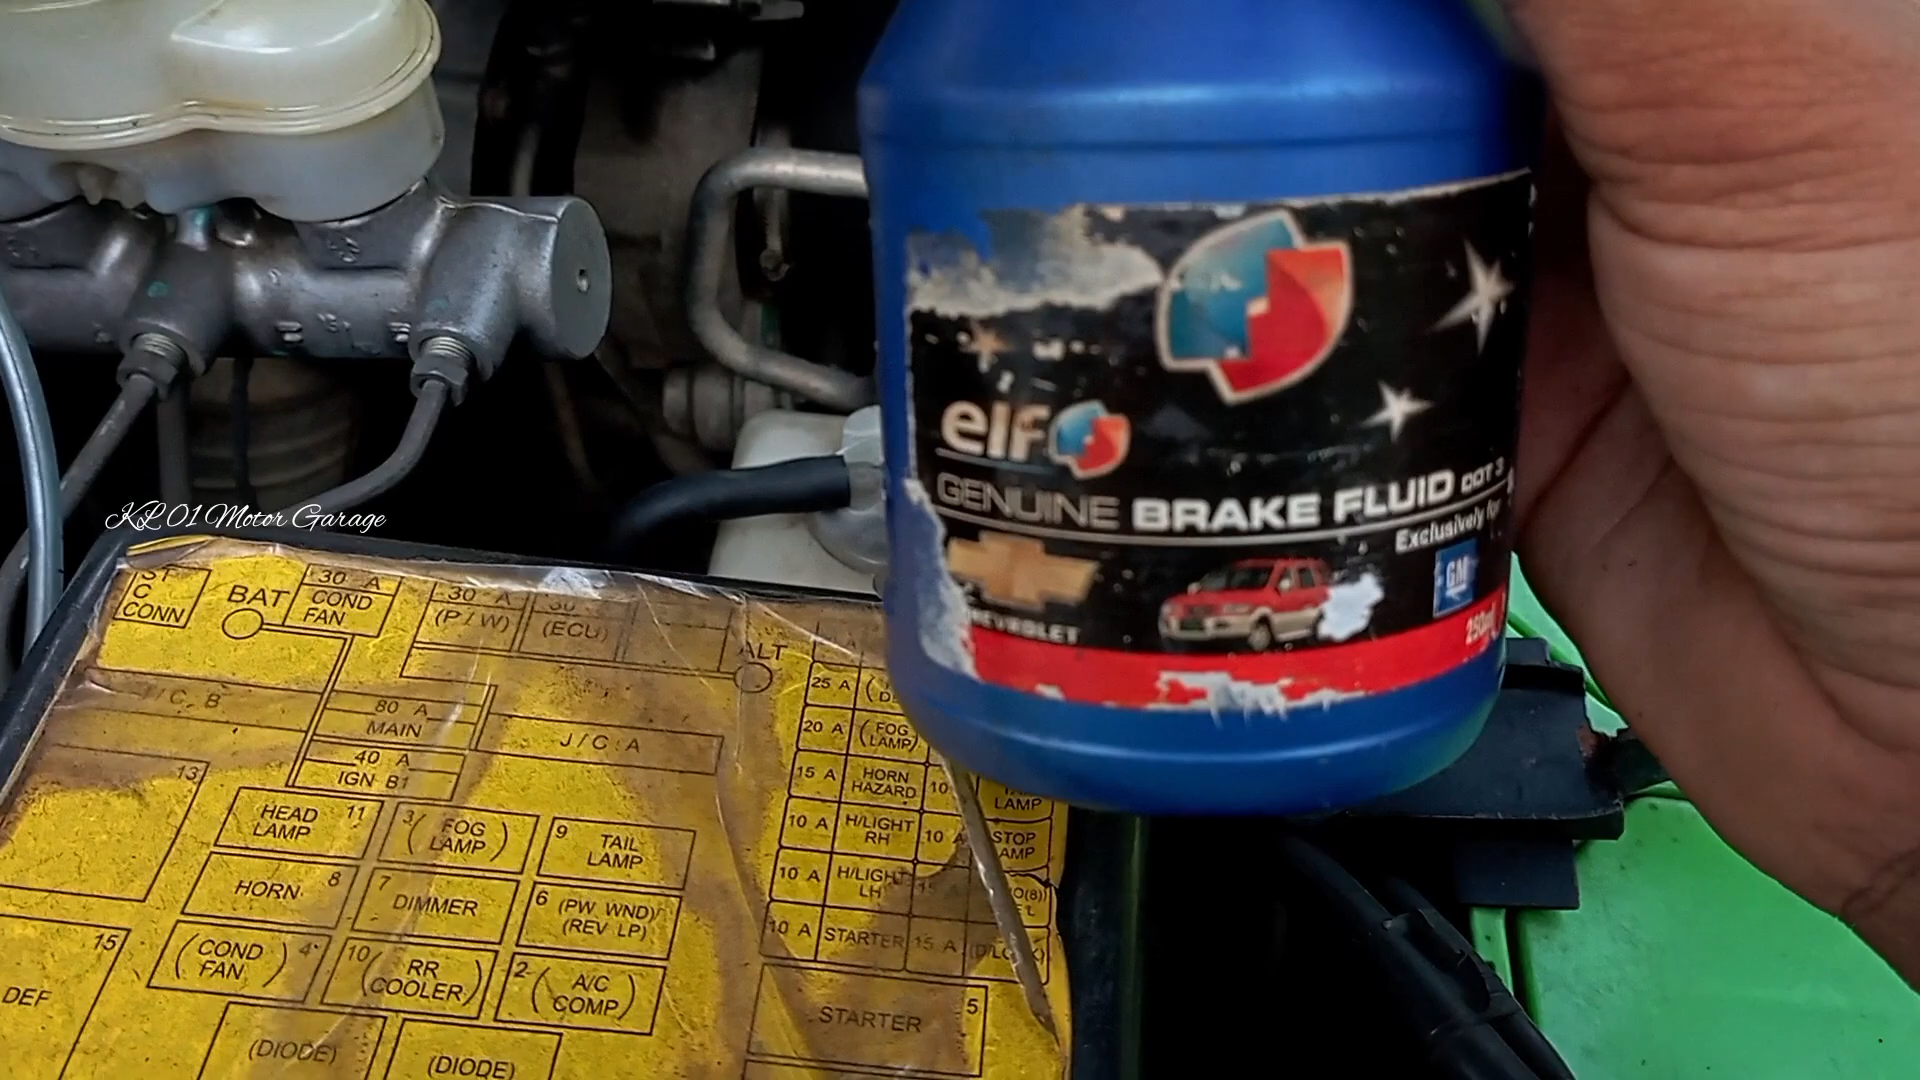 elf
GENUINE BRAKE FLUID DOT 3
Exclusively for
GM
250ml
KL 01 Motor Garage
CONN
BAT
30 A
COND
FAN
30 A
(P/W)
(ECU)
ALT
80 A
MAIN
J/C A
40 A
IGN B1
13
HEAD
LAMP
11
3
(FOG
LAMP)
9
TAIL
LAMP
HORN
8
7
DIMMER
6
(PW WND)
(REV LP)
15
(COND
FAN)
4
10
(RR
COOLER)
2
(A/C
COMP)
DEF
(DIODE)
(DIODE)
25 A
20 A
(FOG
LAMP)
15 A
HORN
HAZARD
10
LAMP
10 A
H/LIGHT
RH
10 A
STOP
10 A
H/LIGHT
LH
15
10 A
STARTER
15 A
STARTER
5